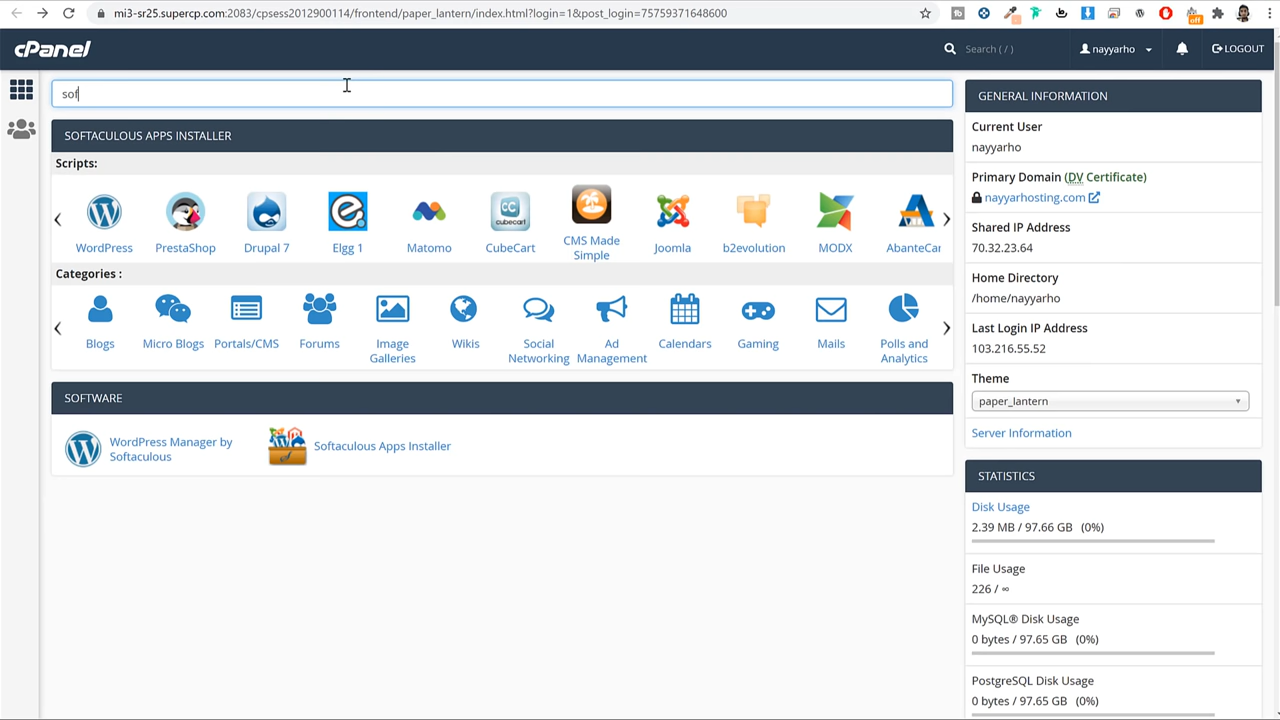 mi3-sr25.supercp.com:2083/cpsess2012900114/frontend/paper_lantern/index.html?login=1&post_login=75759371648600
off
cPanel
Search ( / )
nayyarho
LOGOUT
sof
SOFTACULOUS APPS INSTALLER
Scripts:
WordPress
PrestaShop
Drupal 7
Elgg 1
Matomo
cubecart
CubeCart
CMS Made
Simple
Joomla
b2evolution
MODX
AbanteCar
Categories :
Blogs
Micro Blogs
Portals/CMS
Forums
Image
Galleries
Wikis
Social
Networking
Ad
Management
Calendars
Gaming
Mails
Polls and
Analytics
SOFTWARE
WordPress Manager by
Softaculous
Softaculous Apps Installer
GENERAL INFORMATION
Current User
nayyarho
Primary Domain (DV Certificate)
nayyarhosting.com
Shared IP Address
70.32.23.64
Home Directory
/home/nayyarho
Last Login IP Address
103.216.55.52
Theme
paper_lantern
Server Information
STATISTICS
Disk Usage
2.39 MB / 97.66 GB (0%)
File Usage
226 / ∞
MySQL® Disk Usage
0 bytes / 97.65 GB (0%)
PostgreSQL Disk Usage
0 bytes / 97.65 GB (0%)